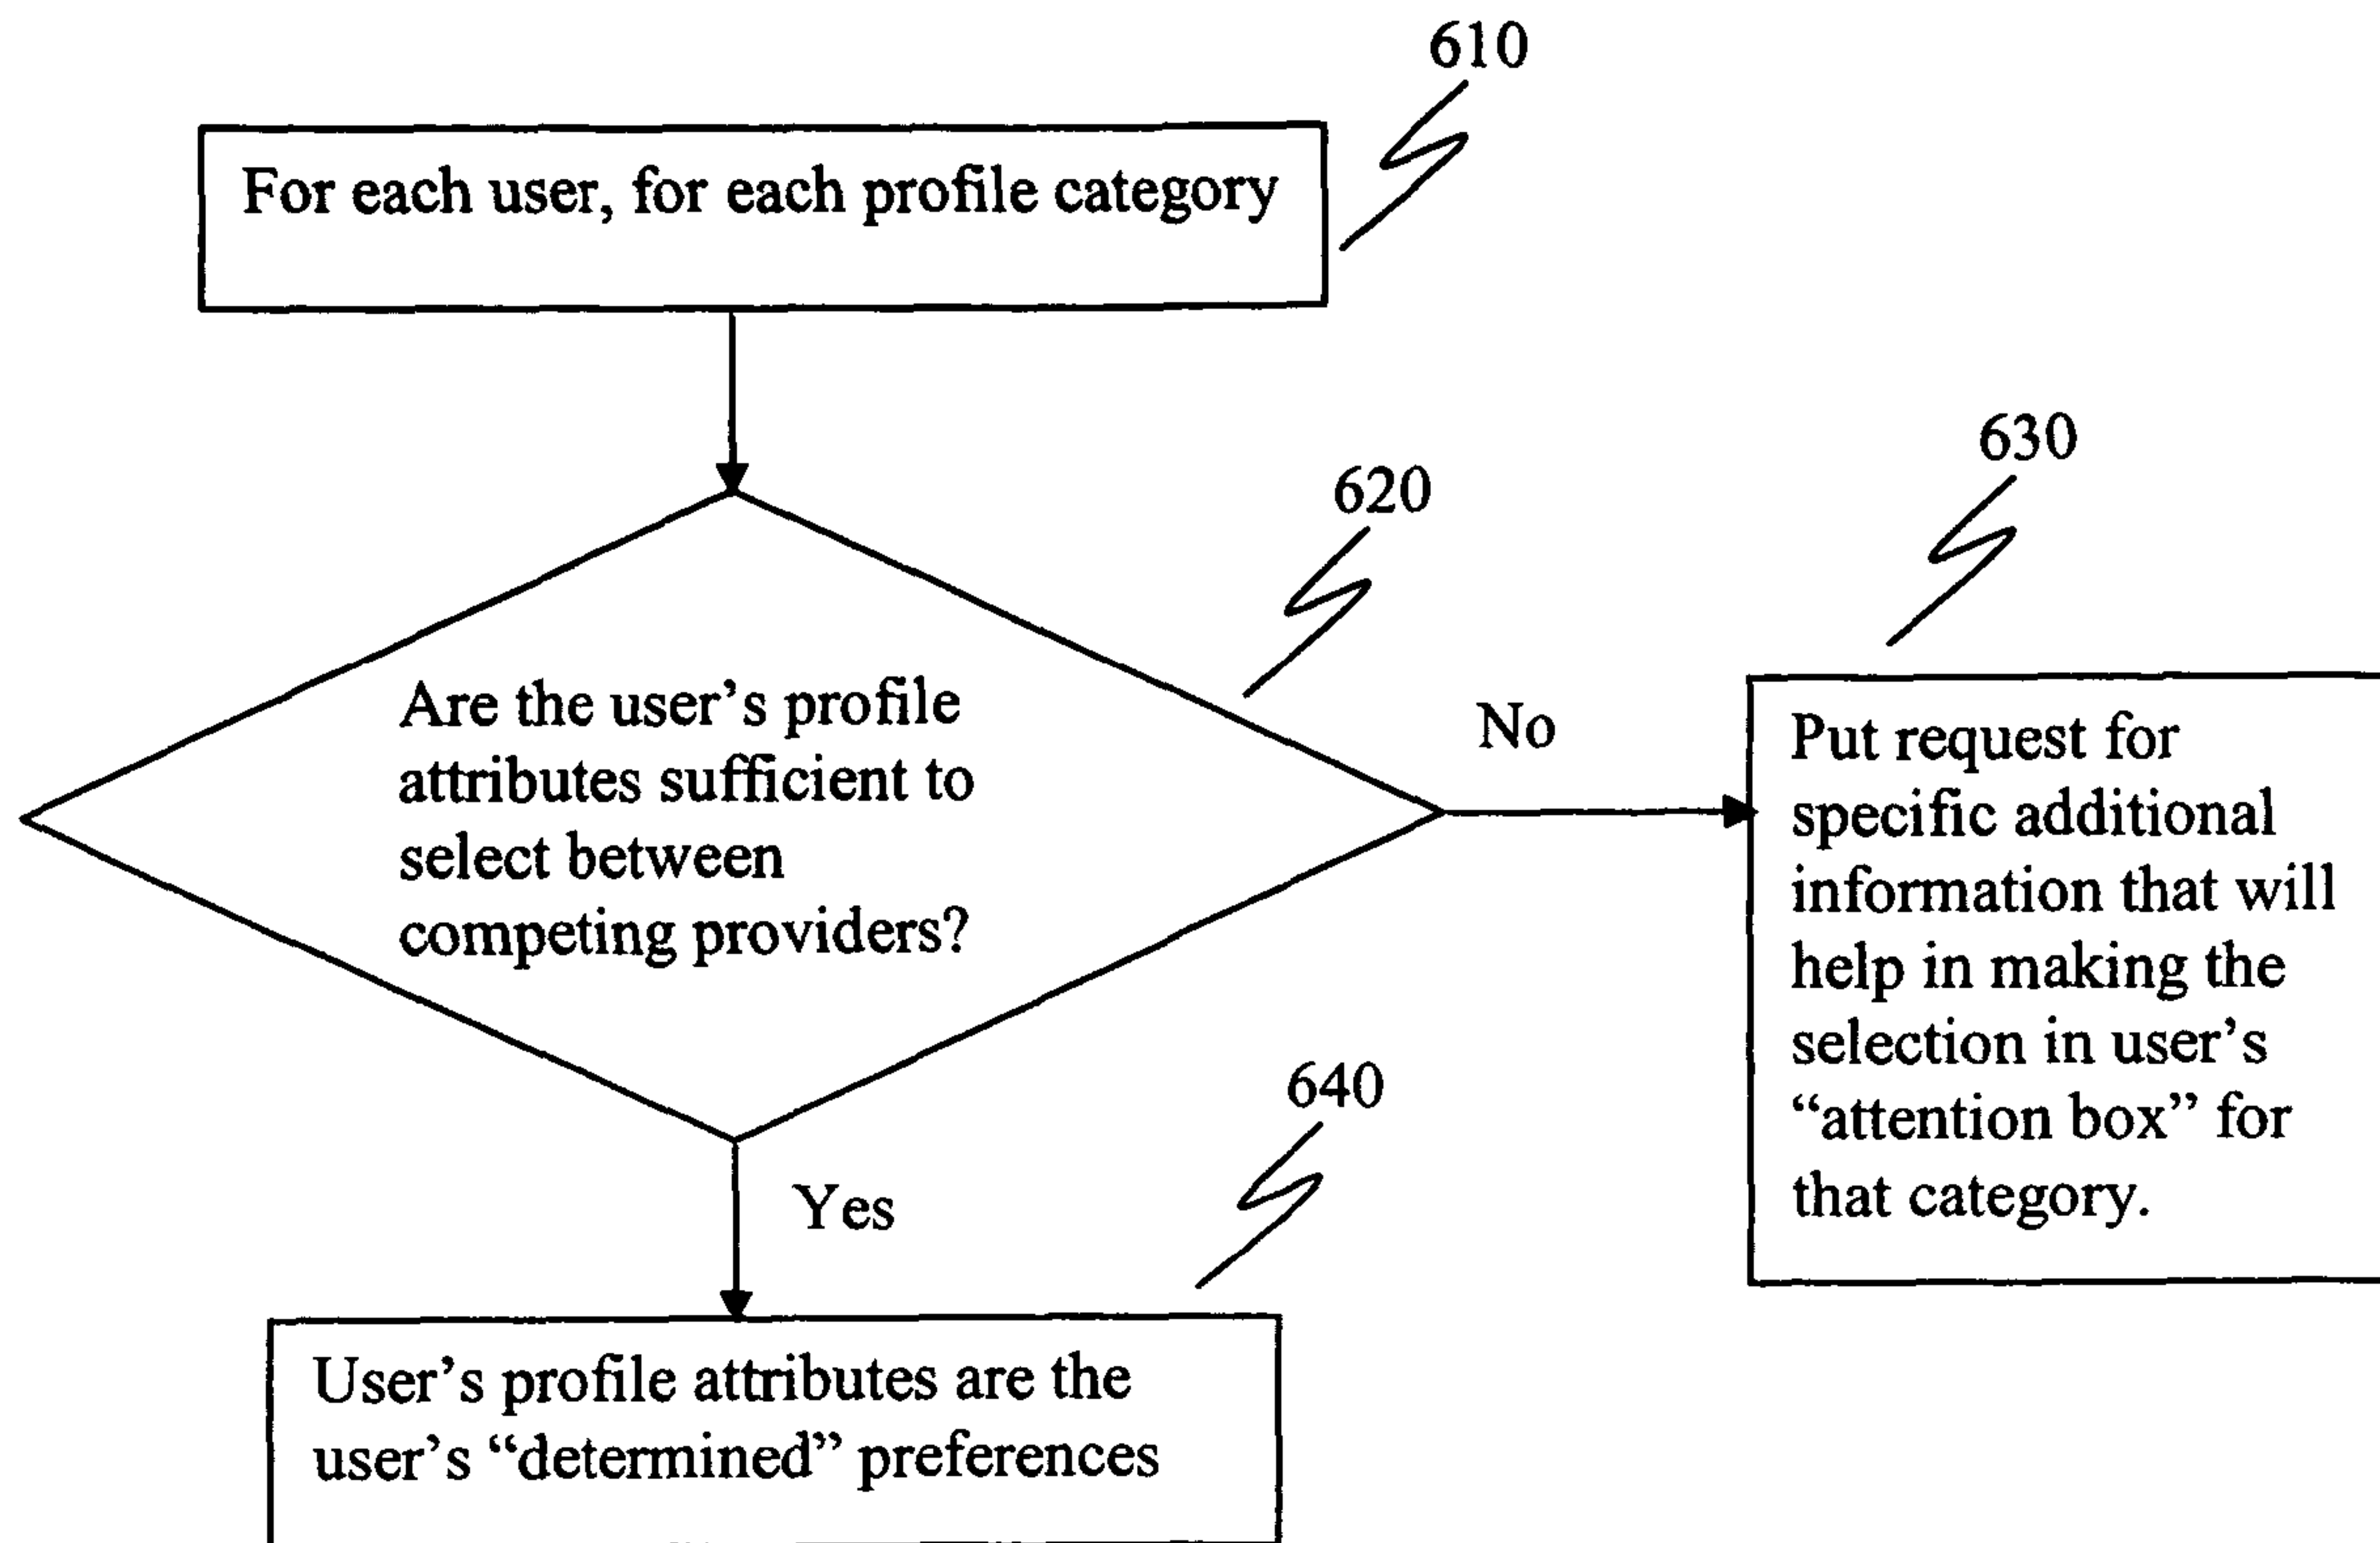 610
For each user, for each profile category
620
Are the user’s profile
attributes sufficient to
select between
competing providers?
No
630
Put request for
specific additional
information that will
help in making the
selection in user’s
“attention box” for
that category.
Yes
640
User’s profile attributes are the
user’s “determined” preferences